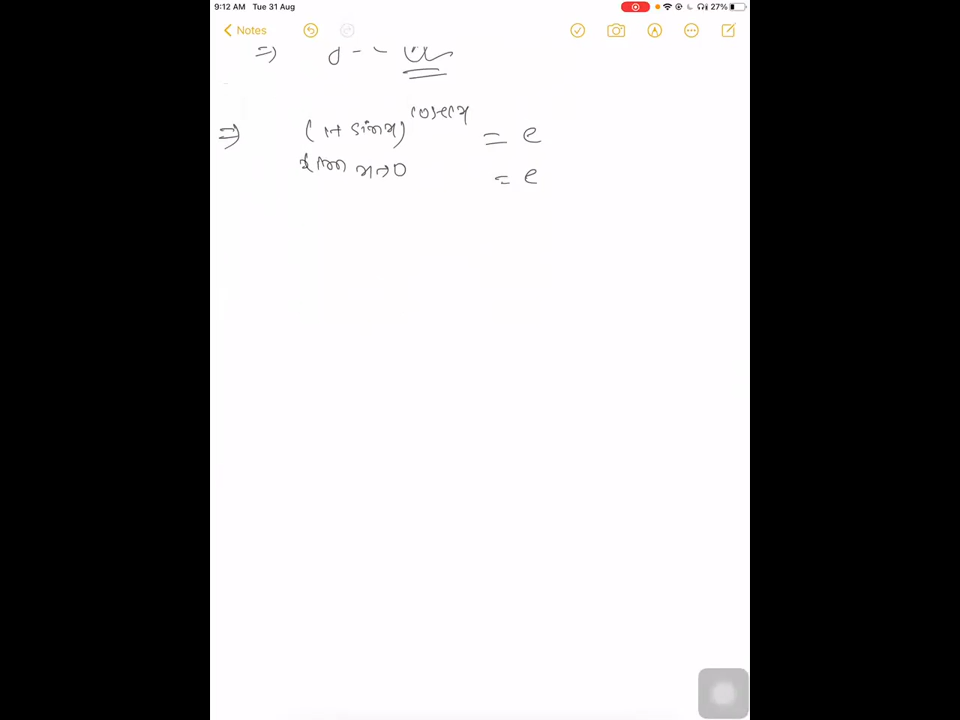 9:12 AM Tue 31 Aug 27%
Notes
⇒
⇒ (1+ sinx)^cosecx = e
lim x→0 = e